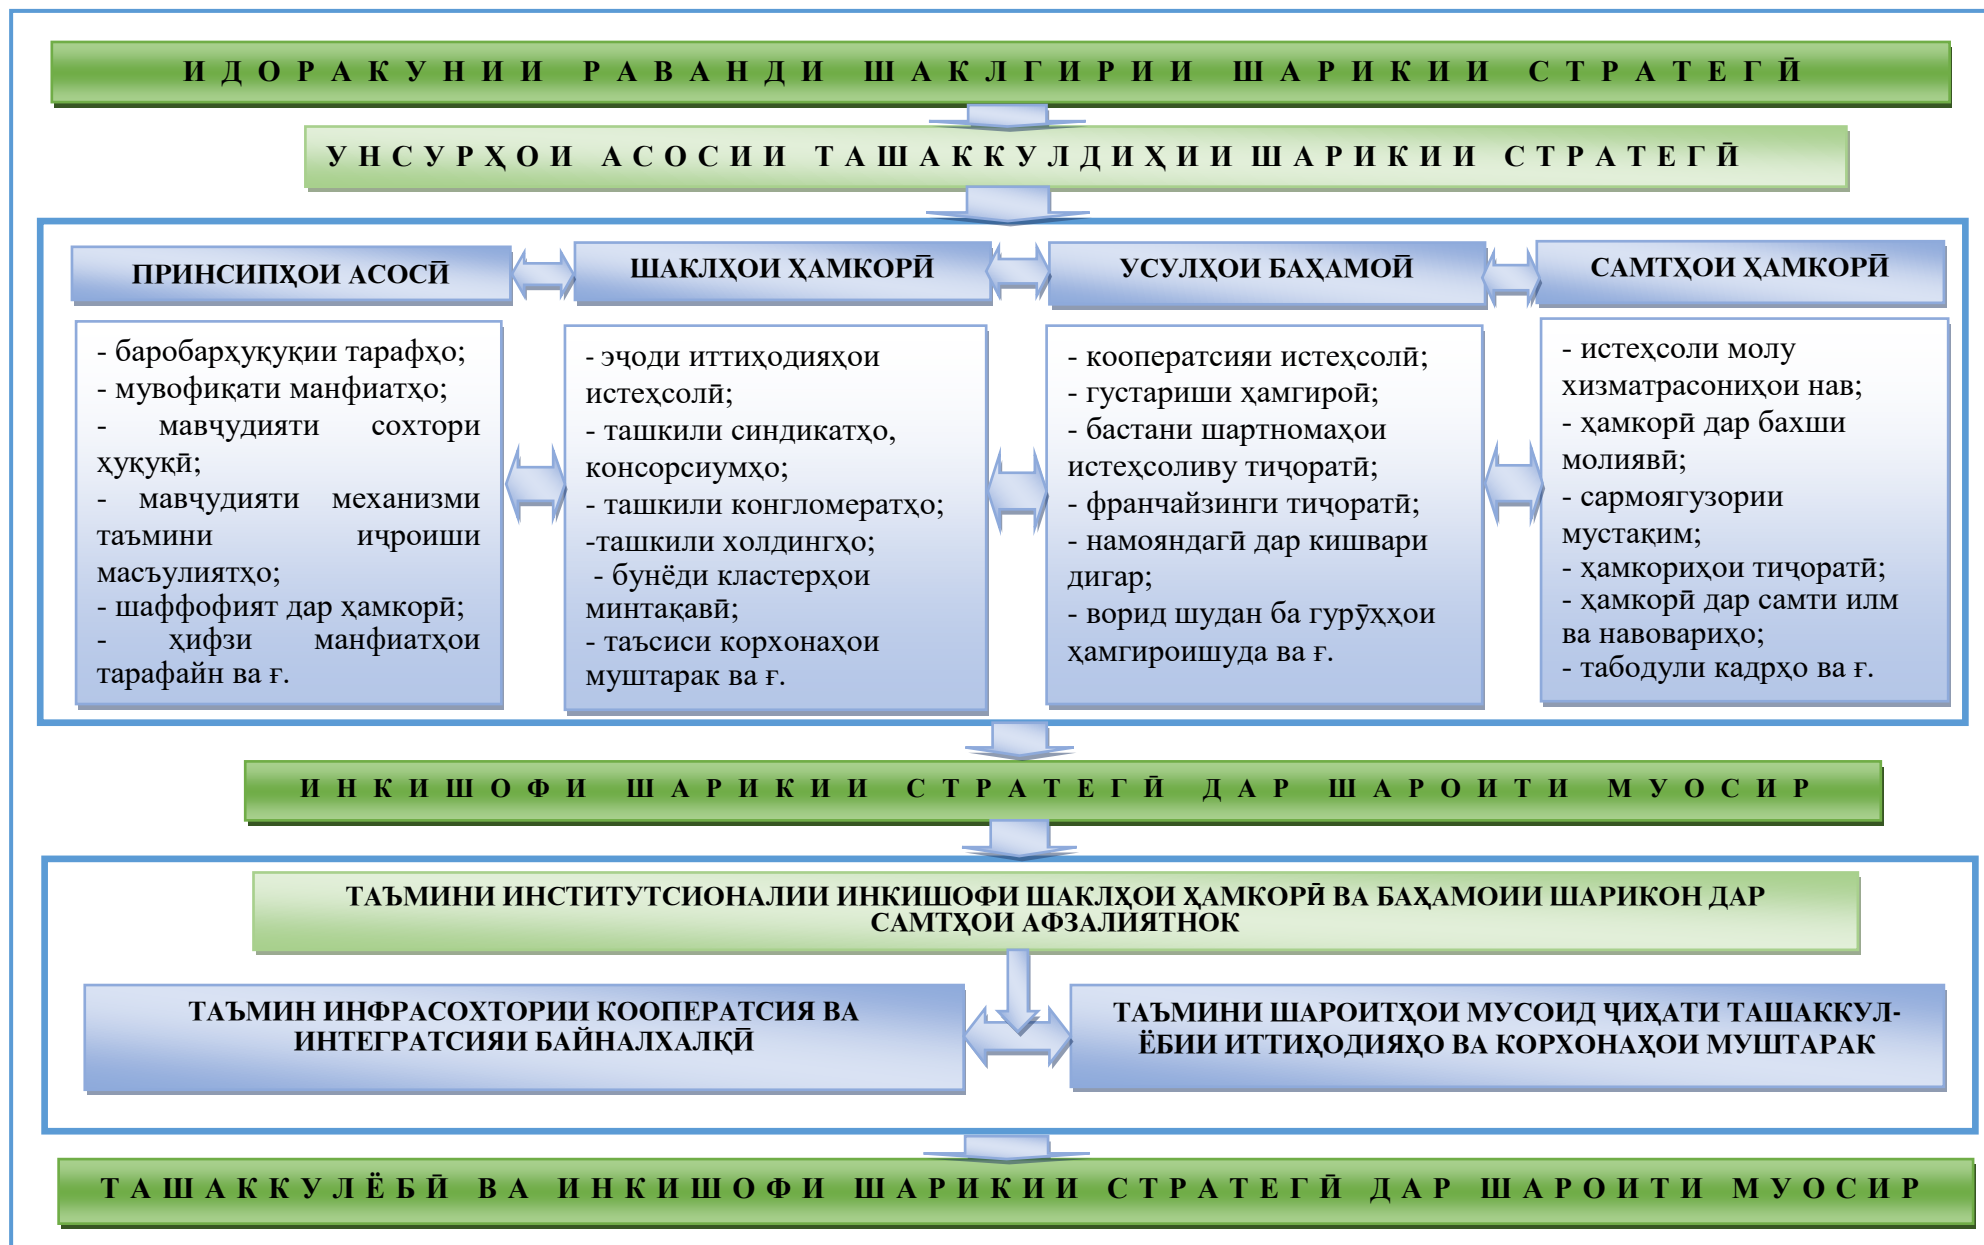 ИДОРАКУНИИ РАВАНДИ ШАКЛГИРИИ ШАРИКИИ СТРАТЕГӢ
УНСУРҲОИ АСОСИИ ТАШАККУЛДИҲИИ ШАРИКИИ СТРАТЕГӢ
ПРИНСИПҲОИ АСОСӢ
- баробарҳуқуқии тарафҳо;
- мувофиқати манфиатҳо;
- мавҷудияти сохтори
ҳуқуқӣ;
- мавҷудияти механизми
таъмини иҷроиши
масъулиятҳо;
- шаффофият дар ҳамкорӣ;
- ҳифзи манфиатҳои
тарафайн ва ғ.
ШАКЛҲОИ ҲАМКОРӢ
- эҷоди иттиҳодияҳои
истеҳсолӣ;
- ташкили синдикатҳо,
консорсиумҳо;
- ташкили конгломератҳо;
-ташкили холдингҳо;
- бунёди кластерҳои
минтақавӣ;
- таъсиси корхонаҳои
муштарак ва ғ.
УСУЛҲОИ БАҲАМОӢ
- кооператсияи истеҳсолӣ;
- густариши ҳамгироӣ;
- бастани шартномаҳои
истеҳсоливу тиҷоратӣ;
- франчайзинги тиҷоратӣ;
- намояндагӣ дар кишвари
дигар;
- ворид шудан ба гурӯҳҳои
ҳамгироишуда ва ғ.
САМТҲОИ ҲАМКОРӢ
- истеҳсоли молу
хизматрасониҳои нав;
- ҳамкорӣ дар бахши
молиявӣ;
- сармоягузории
мустақим;
- ҳамкориҳои тиҷоратӣ;
- ҳамкорӣ дар самти илм
ва навовариҳо;
- табодули кадрҳо ва ғ.
ИНКИШОФИ ШАРИКИИ СТРАТЕГӢ ДАР ШАРОИТИ МУОСИР
ТАЪМИНИ ИНСТИТУТСИОНАЛИИ ИНКИШОФИ ШАКЛҲОИ ҲАМКОРӢ ВА БАҲАМОИИ ШАРИКОН ДАР
САМТҲОИ АФЗАЛИЯТНОК
ТАЪМИН ИНФРАСОХТОРИИ КООПЕРАТСИЯ ВА
ИНТЕГРАТСИЯИ БАЙНАЛХАЛҚӢ
ТАЪМИНИ ШАРОИТҲОИ МУСОИД ҶИҲАТИ ТАШАККУЛ-
ЁБИИ ИТТИҲОДИЯҲО ВА КОРХОНАҲОИ МУШТАРАК
ТАШАККУЛЁБӢ ВА ИНКИШОФИ ШАРИКИИ СТРАТЕГӢ ДАР ШАРОИТИ МУОСИР